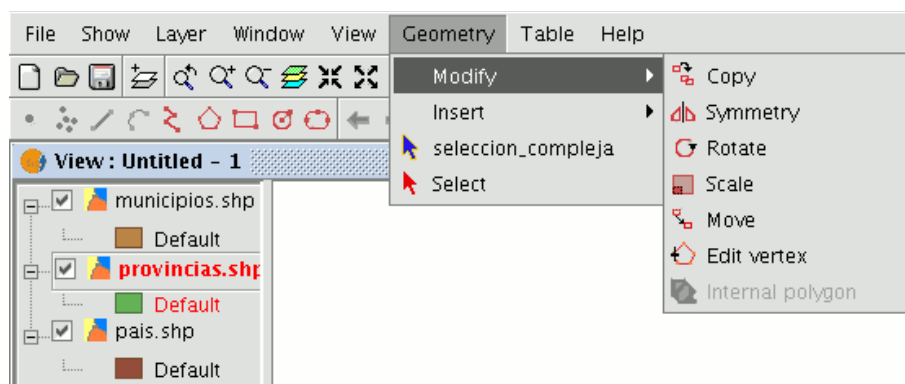 File Show Layer Window View Geometry Table Help
Modify
Insert
seleccion_compleja
Select
Copy
Symmetry
Rotate
Scale
Move
Edit vertex
Internal polygon
View : Untitled - 1
municipios.shp
Default
provincias.shp
Default
pais.shp
Default